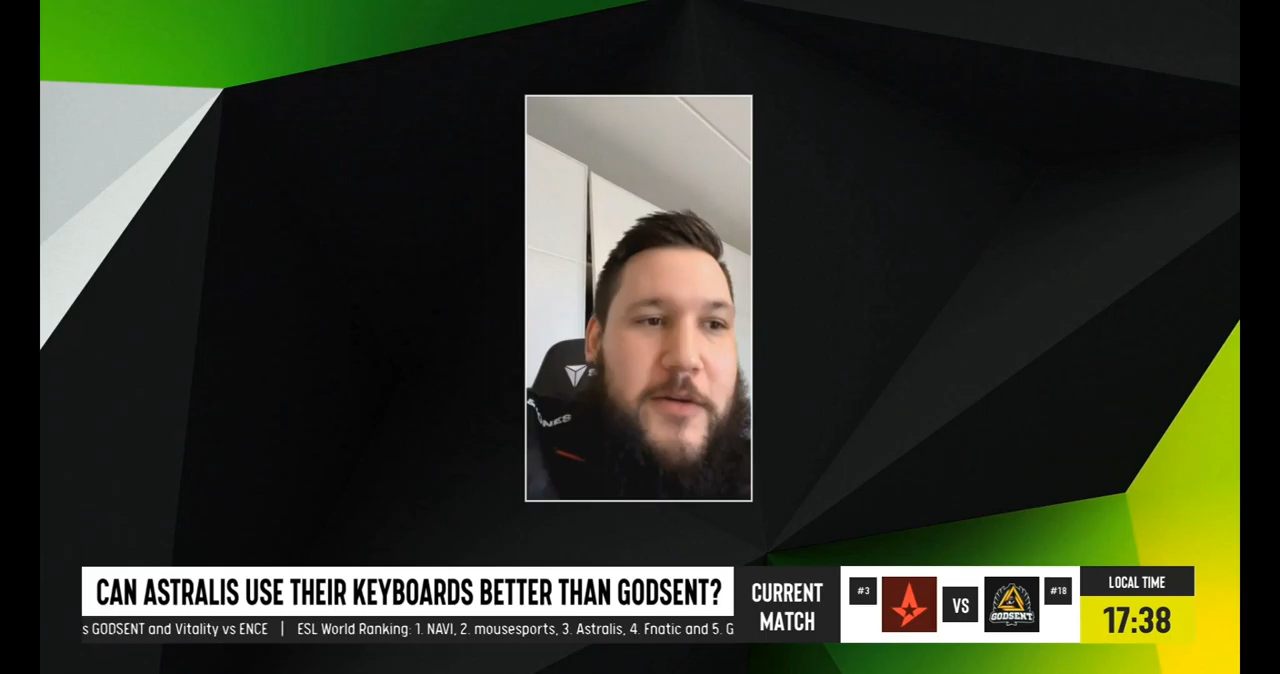 NES
CAN ASTRALIS USE THEIR KEYBOARDS BETTER THAN GODSENT?
s GODSENT and Vitality vs ENCE | ESL World Ranking: 1. NAVI, 2. mousesports, 3. Astralis, 4. Fnatic and 5. G
CURRENT
MATCH
#3
VS
GODSENT
#18
LOCAL TIME
17:38